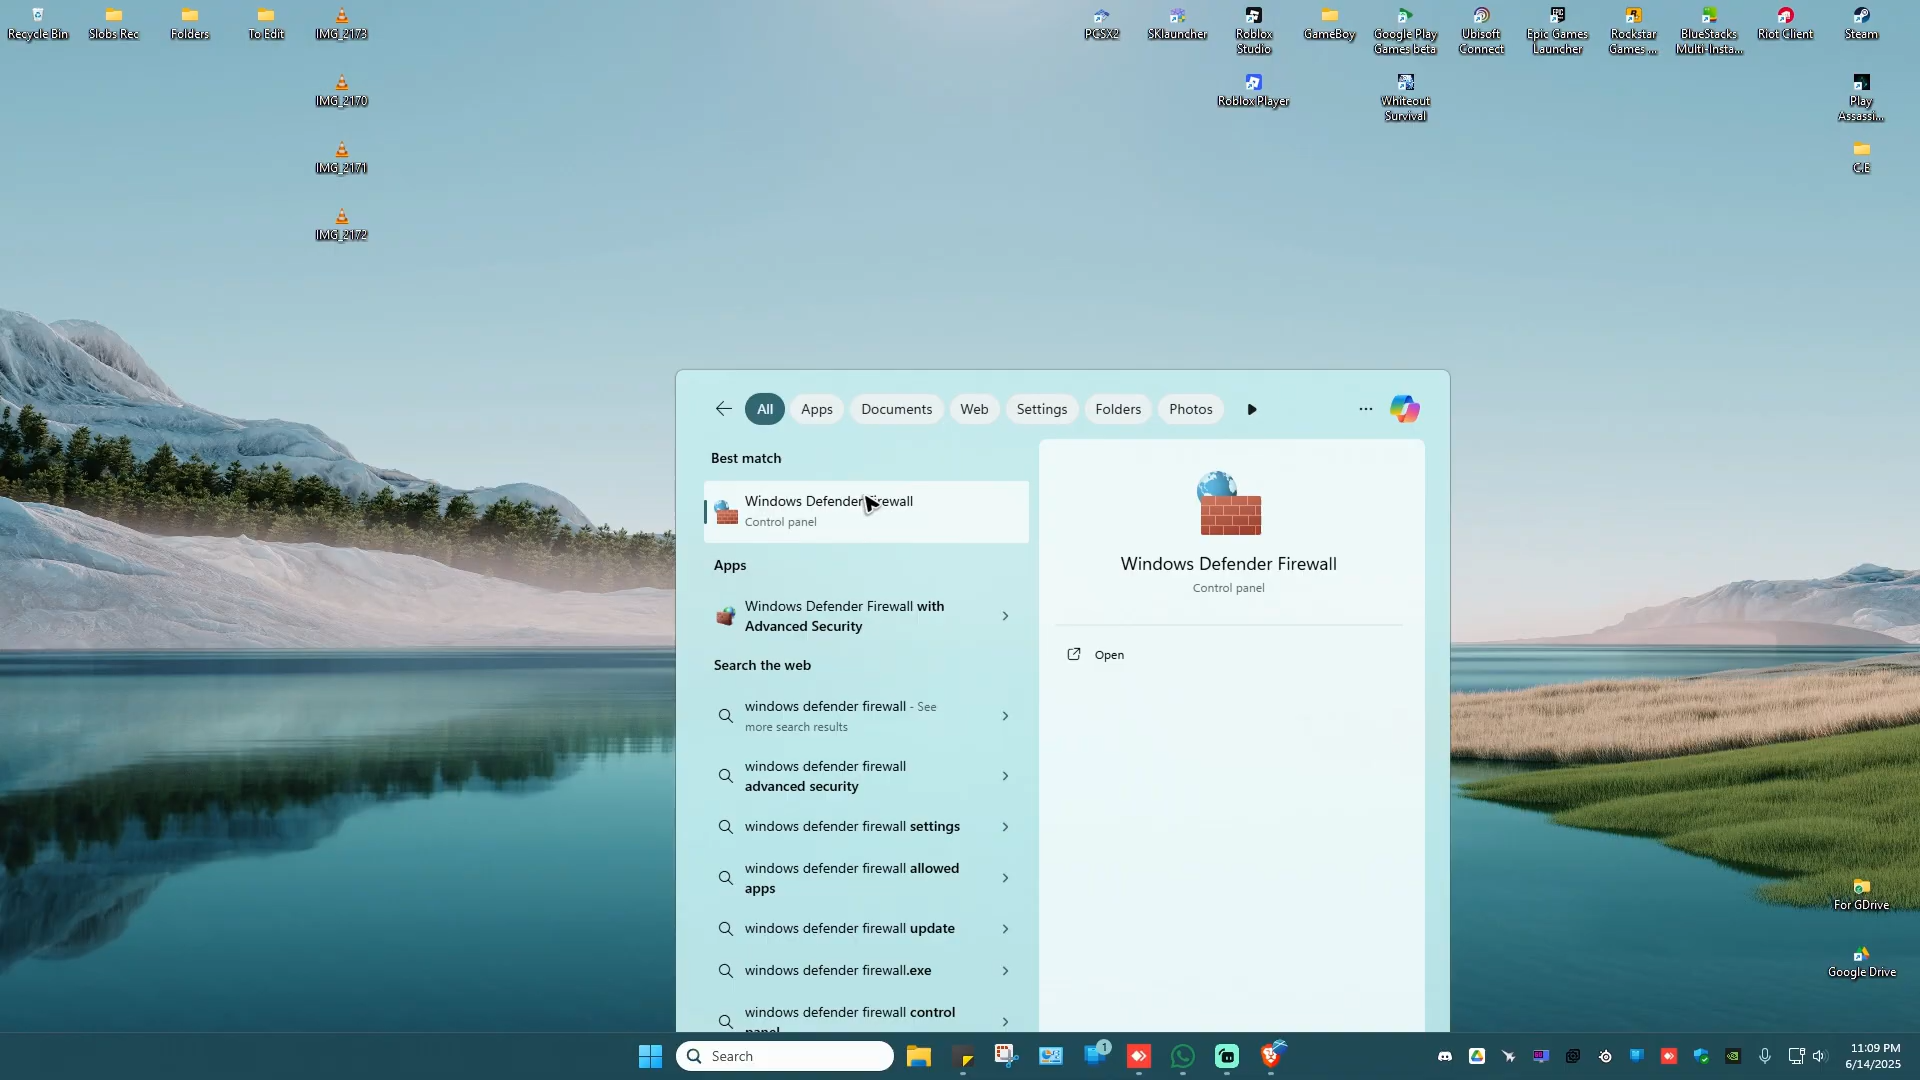 Recycle Bin
Slobs Rec
Folders
To Edit
IMG_2173
IMG_2170
IMG_2171
IMG_2172
PCSX2
SKlauncher
Roblox
Studio
GameBoy
Google Play
Games beta
Ubisoft
Connect
Epic Games
Launcher
Rockstar
Games ...
BlueStacks
Multi-Insta...
Riot Client
Steam
Roblox Player
Whiteout
Survival
Play
Assassi...
C.E
All
Apps
Documents
Web
Settings
Folders
Photos
Best match
Windows Defender
Control panel
Apps
Windows Defender Firewall with
Advanced Security
Search the web
windows defender firewall - See
more search results
windows defender firewall
advanced security
windows defender firewall settings
windows defender firewall allowed
apps
windows defender firewall update
windows defender firewall.exe
windows defender firewall control
panel
Windows Defender Firewall
Control panel
Open
For GDrive
Google Drive
Search
1
11:09 PM
6/14/2025